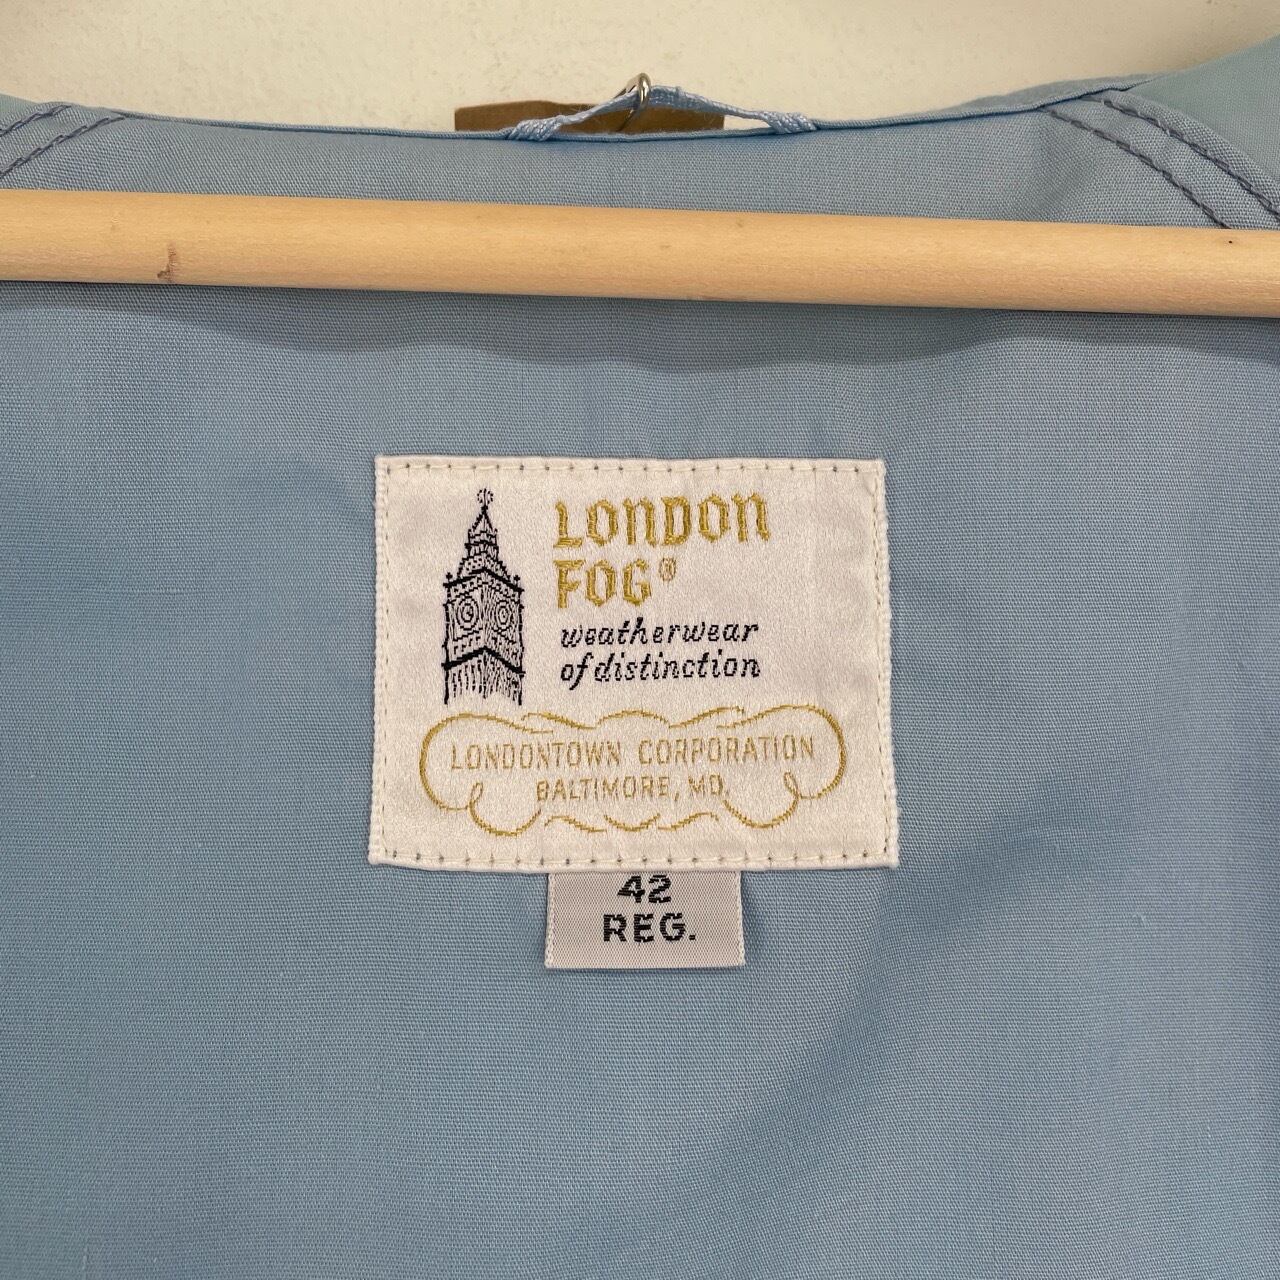 LONDON
FOG®
weatherwear
of distinction
LONDONTOWN CORPORATION
BALTIMORE, MD.
42
REG.